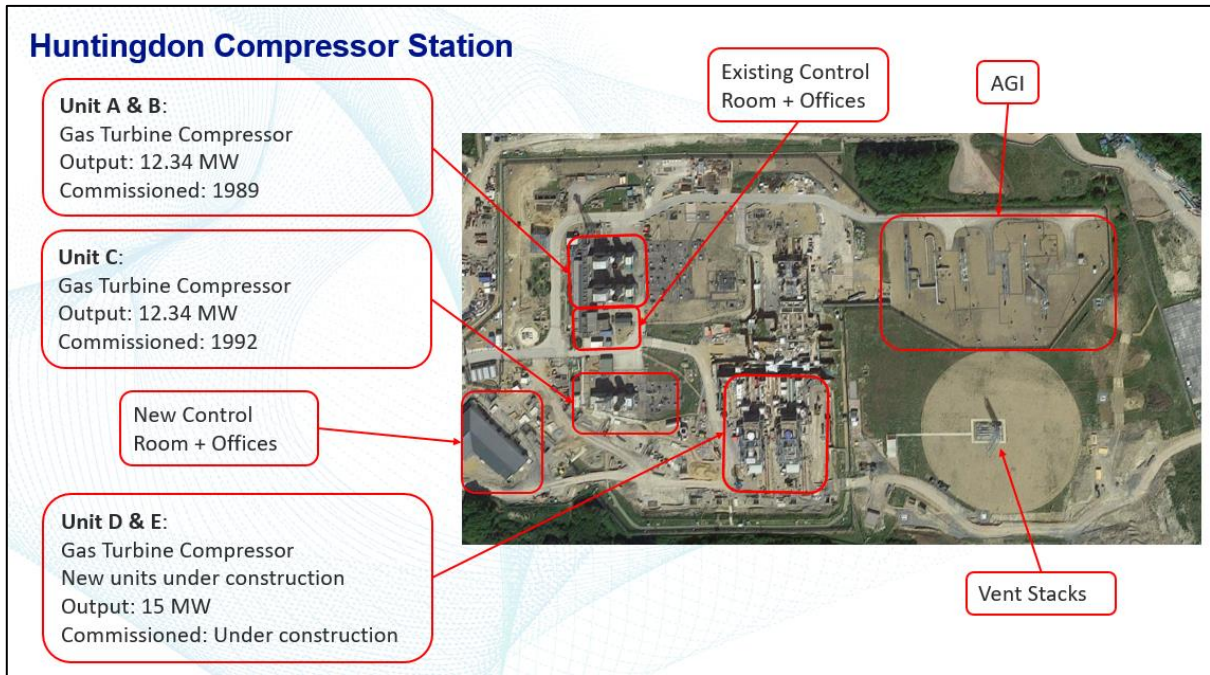 Huntingdon Compressor Station
Unit A & B:
Gas Turbine Compressor
Output: 12.34 MW
Commissioned: 1989
Existing Control
Room + Offices
AGI
Unit C:
Gas Turbine Compressor
Output: 12.34 MW
Commissioned: 1992
New Control
Room + Offices
Unit D & E:
Gas Turbine Compressor
New units under construction
Output: 15 MW
Commissioned: Under construction
Vent Stacks